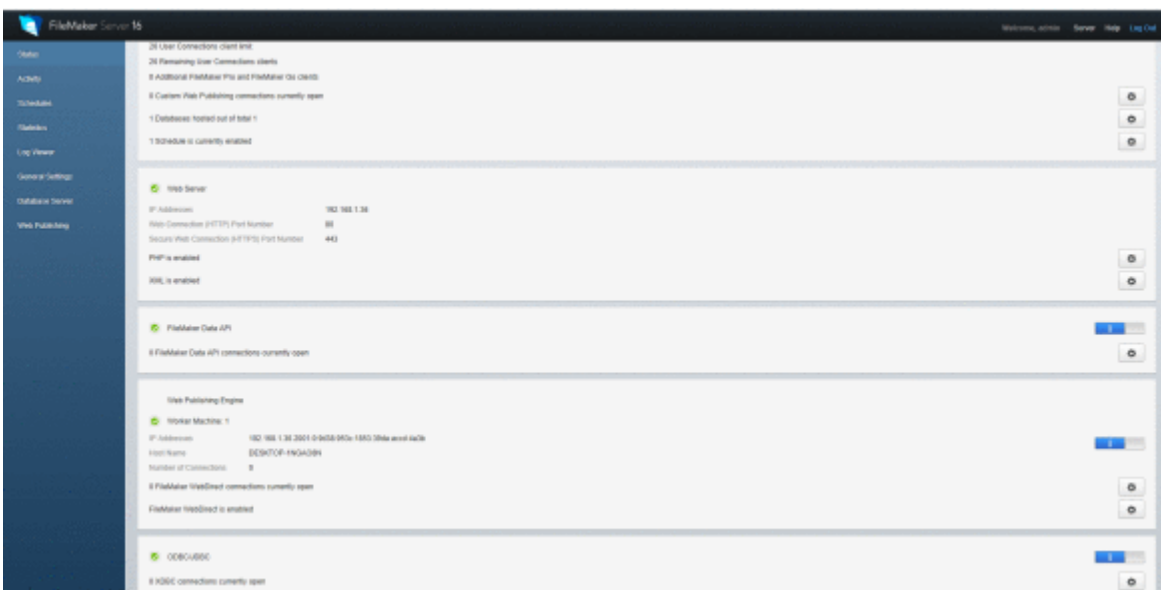 FileMaker Server 16
Welcome, admin Server Help Log Out
Status
Activity
Schedules
Statistics
Log Viewer
General Settings
Database Server
Web Publishing
26 User Connections client limit
26 Remaining User Connections clients
0 Additional FileMaker Pro and FileMaker Go clients
0 Custom Web Publishing connections currently open
1 Databases hosted out of total 1
1 Schedule is currently enabled
Web Server
IP Addresses 192.168.1.36
Web Connection (HTTP) Port Number 80
Secure Web Connection (HTTPS) Port Number 443
PHP is enabled
XML is enabled
FileMaker Data API
0 FileMaker Data API connections currently open
Web Publishing Engine
Worker Machine: 1
IP Addresses 192.168.1.36
Host Name
Number of Connections 0
0 FileMaker WebDirect connections currently open
FileMaker WebDirect is enabled
ODBC/JDBC
0 XDBC connections currently open